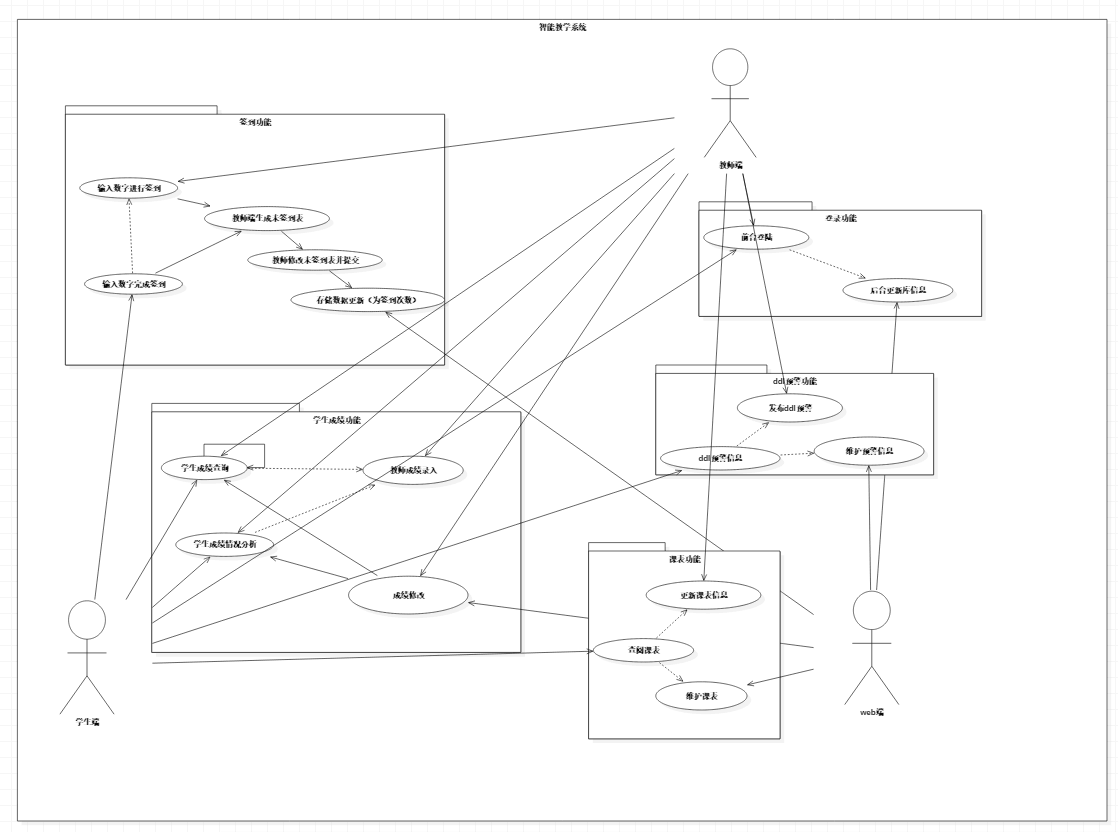 智能教学系统
教师端
签到功能
输入数字进行签到
教师端生成未签到表
教师修改未签到表并提交
输入数字完成签到
存储数据更新（为签到次数）
登录功能
前台登陆
后台更新库信息
ddl预警功能
发布ddl预警
ddl预警信息
维护预警信息
学生成绩功能
学生成绩查询
教师成绩录入
学生成绩情况分析
成绩修改
课表功能
更新课表信息
查阅课表
维护课表
学生端
web端